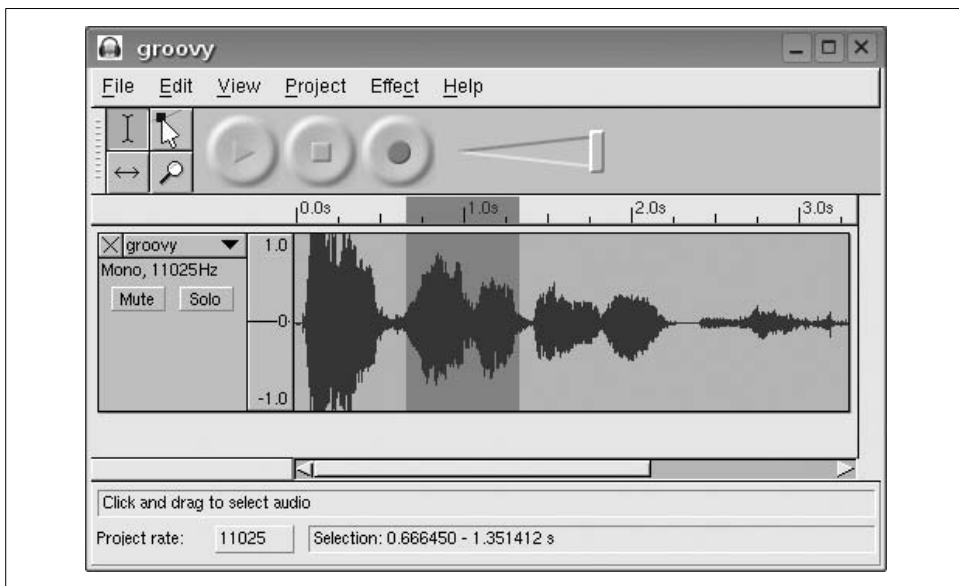 groovy
File Edit View Project Effect Help
0.0s 1.0s 2.0s 3.0s
groovy 1.0
Mono, 11025Hz
Mute Solo
0
-1.0
Click and drag to select audio
Project rate: 11025 Selection: 0.666450 - 1.351412 s